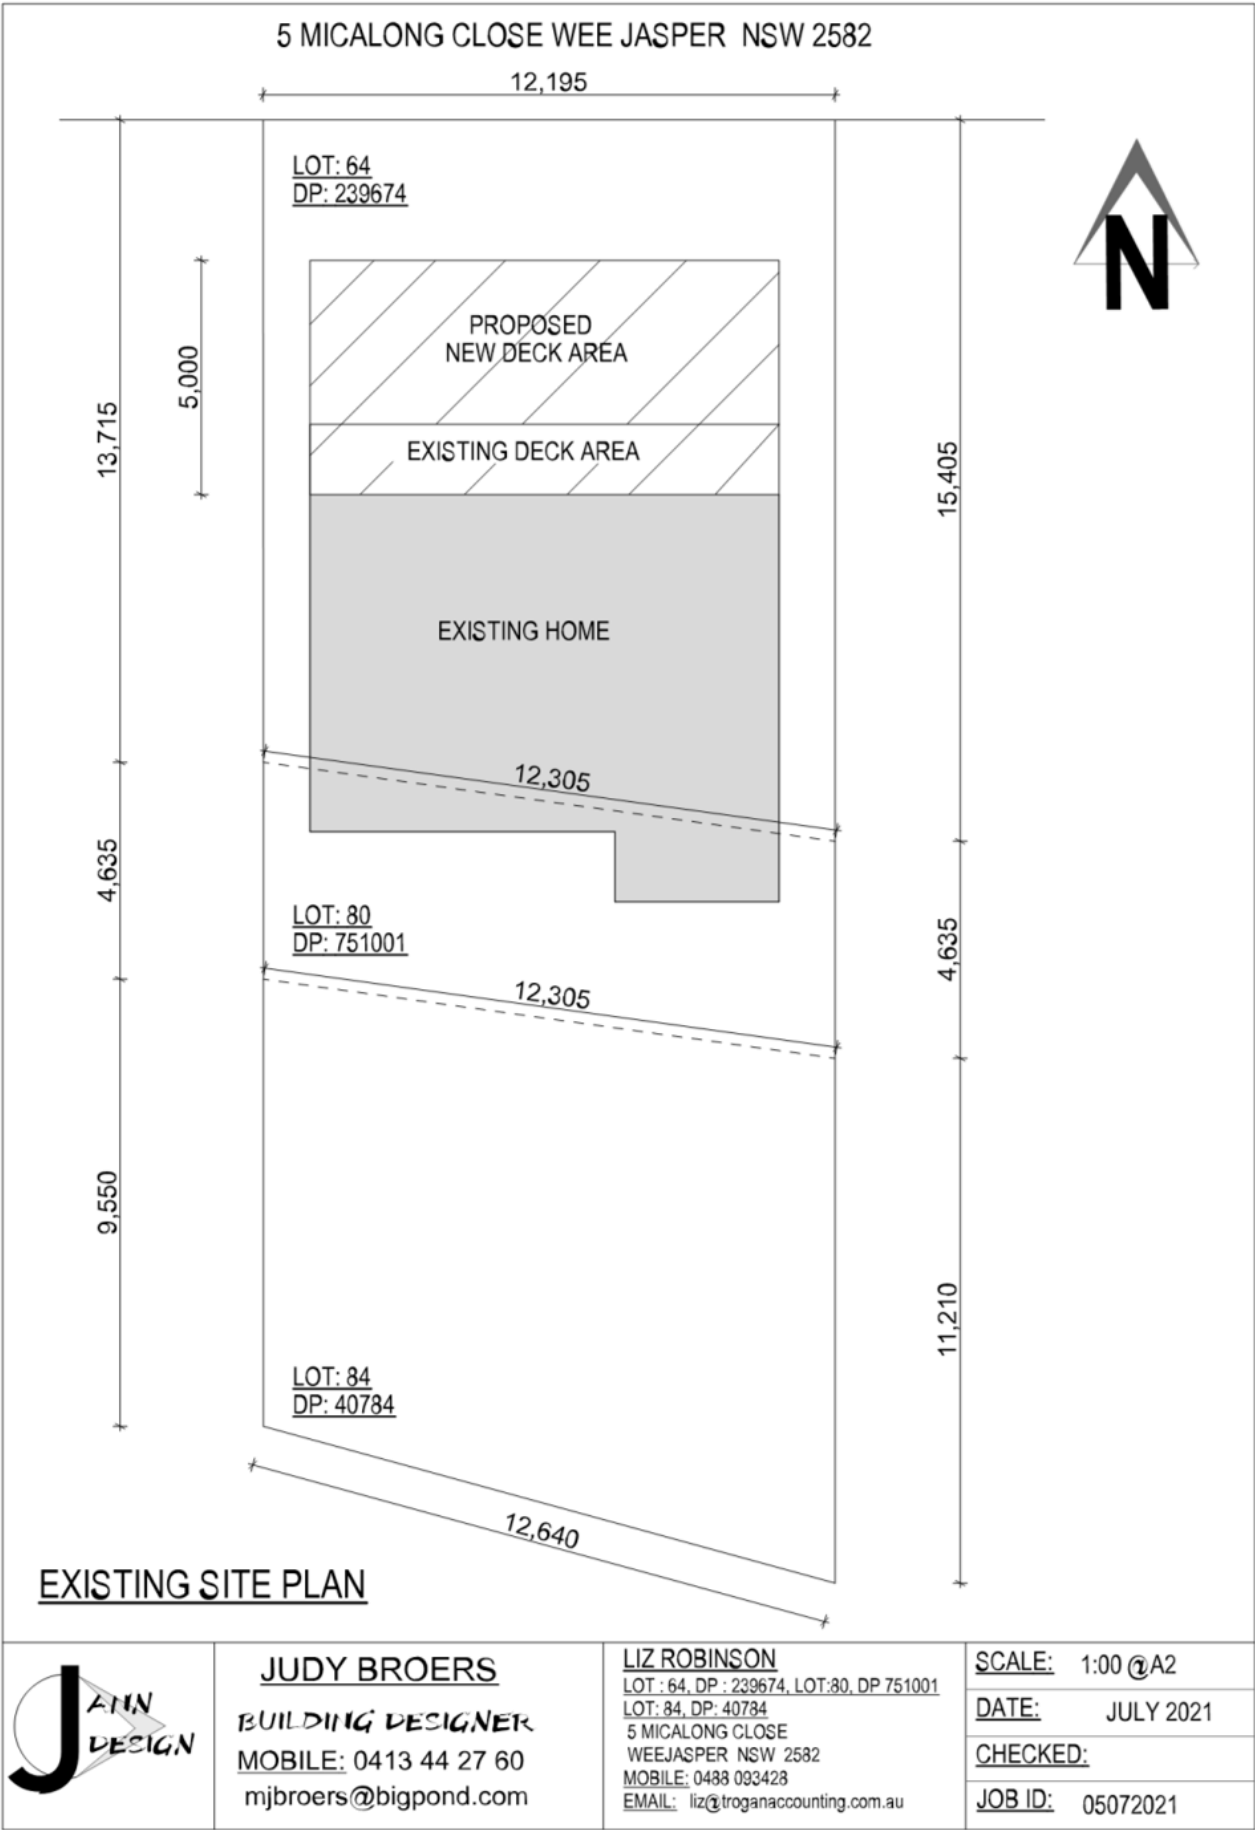 5 MICALONG CLOSE WEE JASPER NSW 2582
12,195
LOT: 64
DP: 239674
N
PROPOSED
NEW DECK AREA
5,000
13,715
EXISTING DECK AREA
15,405
EXISTING HOME
12,305
4,635
LOT: 80
DP: 751001
4,635
12,305
9,550
11,210
LOT: 84
DP: 40784
12,640
EXISTING SITE PLAN
JANN
DESIGN
JUDY BROERS
BUILDING DESIGNER
MOBILE: 0413 44 27 60
mjbroers@bigpond.com
LIZ ROBINSON
LOT : 64, DP : 239674, LOT:80, DP 751001
LOT: 84, DP: 40784
5 MICALONG CLOSE
WEEJASPER NSW 2582
MOBILE: 0488 093428
EMAIL: liz@troganaccounting.com.au
SCALE: 1:00 @A2
DATE: JULY 2021
CHECKED:
JOB ID: 05072021